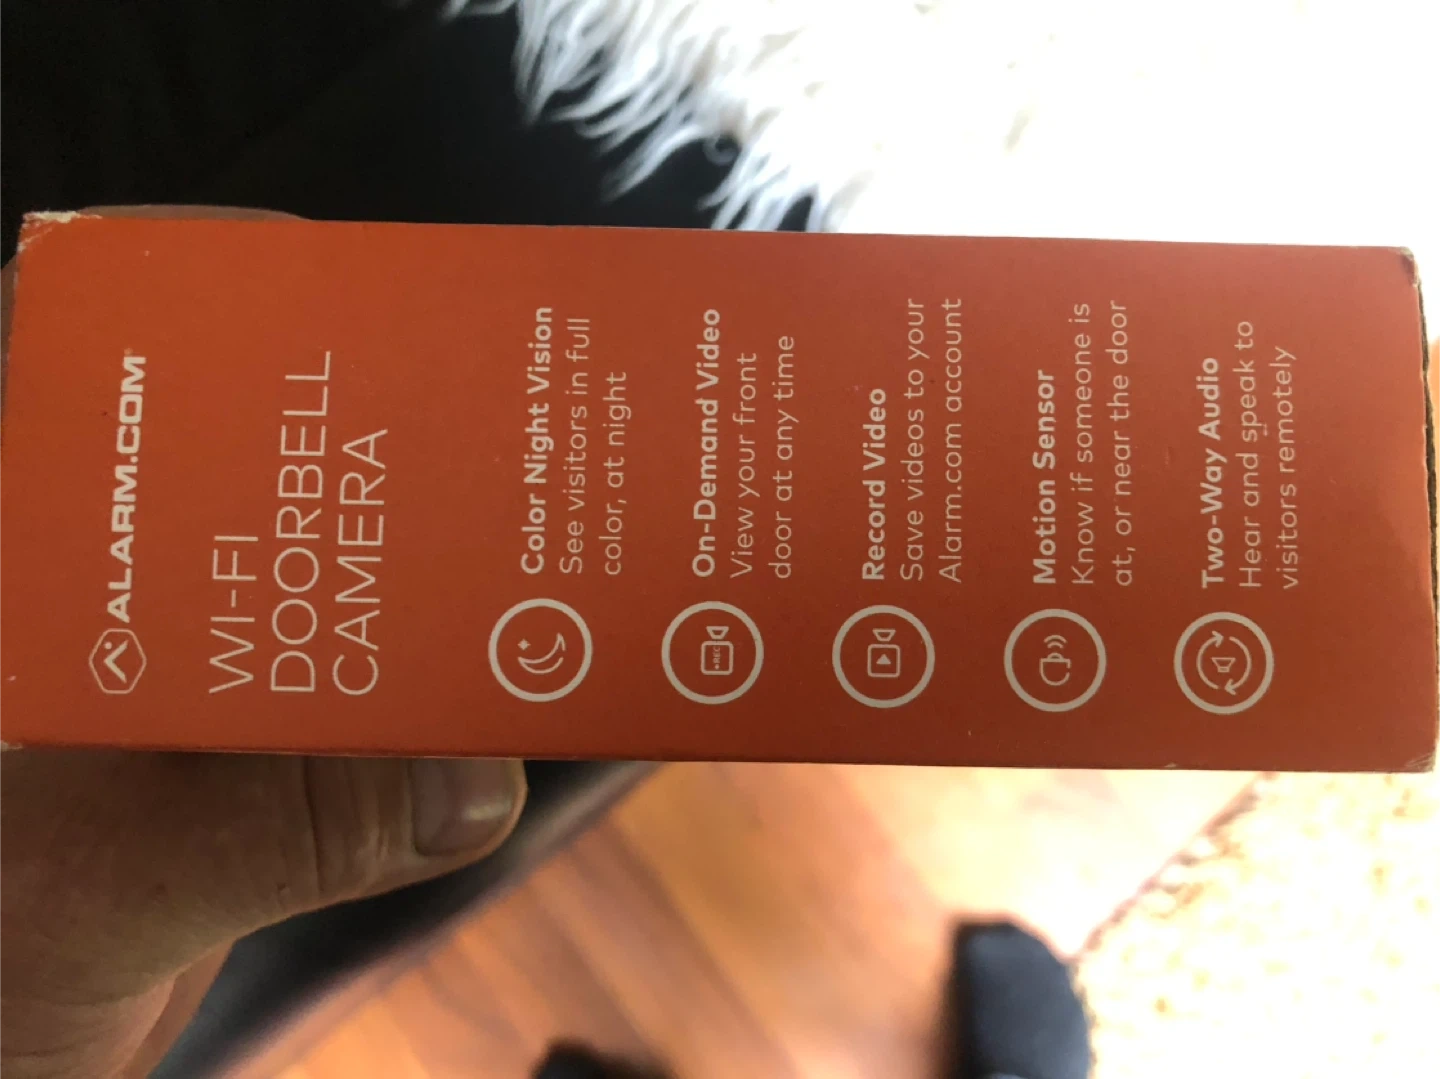 ALARM.COM
WI-FI
DOORBELL
CAMERA
Color Night Vision
See visitors in full
color, at night
On-Demand Video
View your front
door at any time
REC
Record Video
Save videos to your
Alarm.com account
Motion Sensor
Know if someone is
at, or near the door
Two-Way Audio
Hear and speak to
visitors remotely